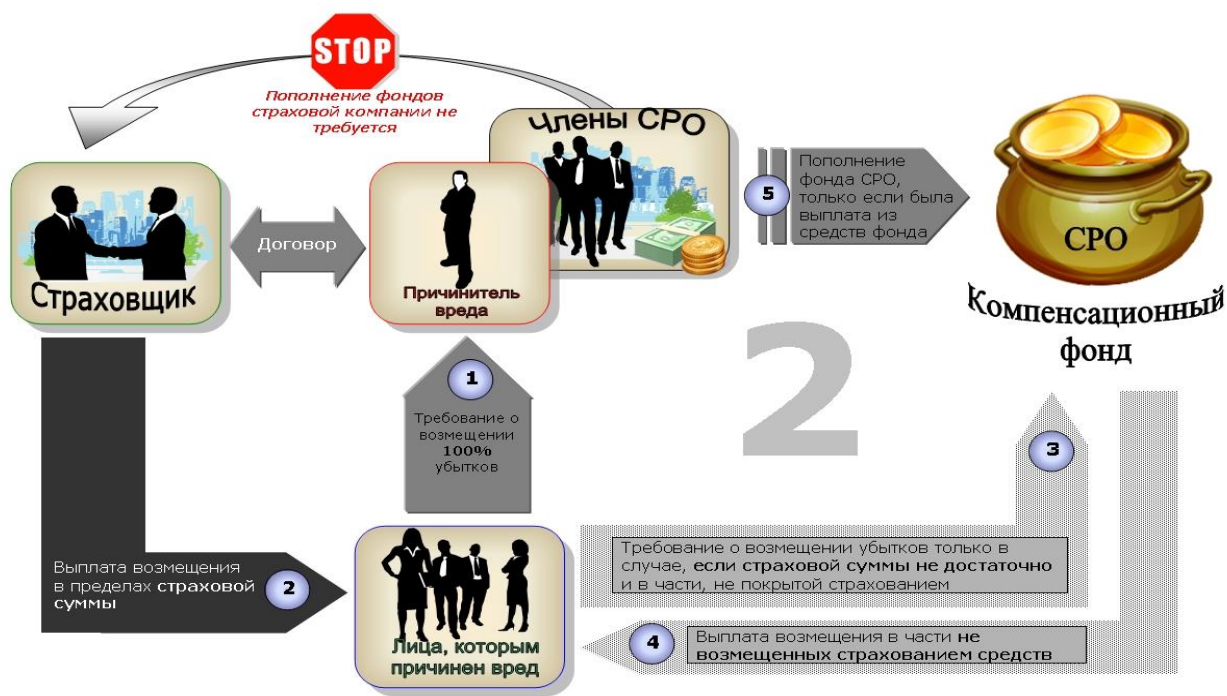 STOP
Пополнение фондов
страховой компании не
требуется
Члены СРО
5
Пополнение
фонда СРО,
только если была
выплата из
средств фонда
СРО
Компенсационный
фонд
Страховщик
Договор
Причинитель
вреда
2
1
Требование о
возмещении
100%
убытков
3
Требование о возмещении убытков только в
случае, если страховой суммы не достаточно
и в части, не покрытой страхованием
Выплата возмещения
в пределах страховой
суммы
2
Лица, которым
причинен вред
4
Выплата возмещения в части не
возмещенных страхованием средств